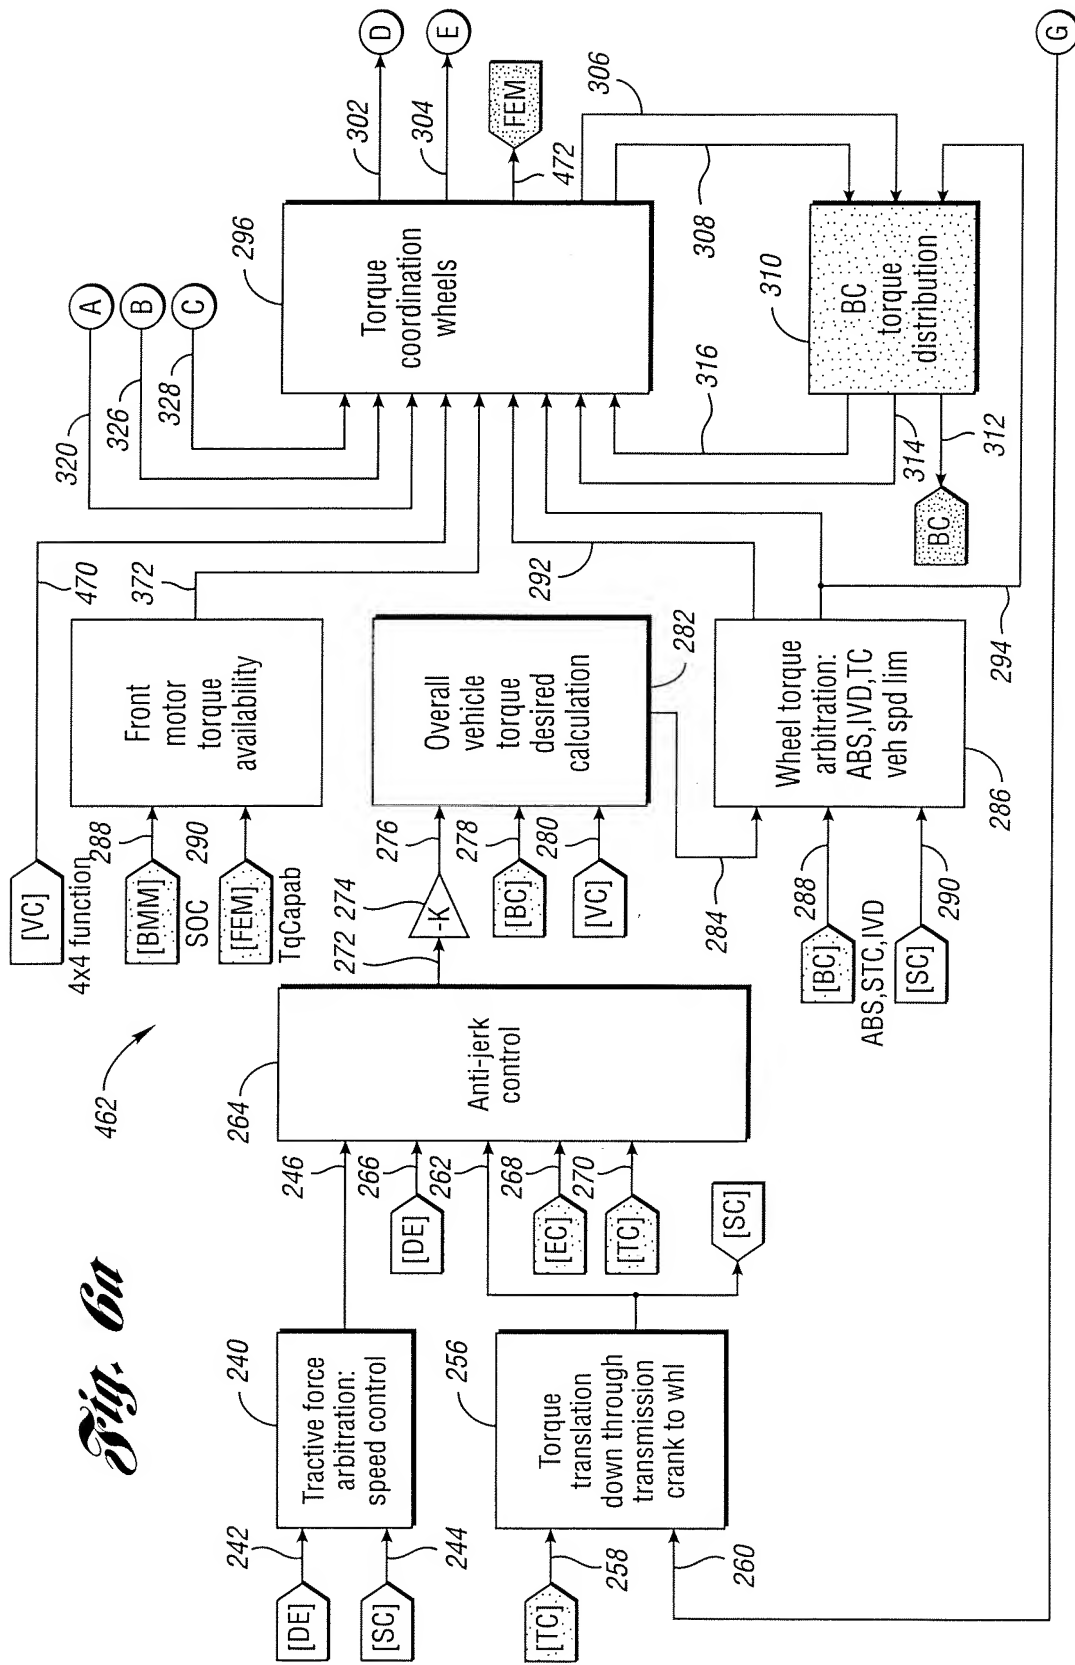 Fig. 6a
462
[DE]
242
[SC]
244
240
Tractive force
arbitration:
speed control
246
[TC]
258
260
256
Torque
translation
down through
transmission
crank to whl
[SC]
[DE]
266
262
[EC]
268
[TC]
270
264
Anti-jerk
control
272
274
-K
276
[BC]
278
[VC]
280
Overall
vehicle
torque
desired
calculation
282
284
[VC]
4x4 function
470
[BMM]
SOC
288
[FEM]
TqCapab
290
Front
motor
torque
availability
372
[BC]
ABS,STC,IVD
288
[SC]
290
Wheel torque
arbitration:
ABS,IVD,TC
veh spd lim
286
292
294
A
320
B
326
C
328
296
Torque
coordination
wheels
302
D
304
E
FEM
472
306
308
310
BC
torque
distribution
316
314
312
BC
G